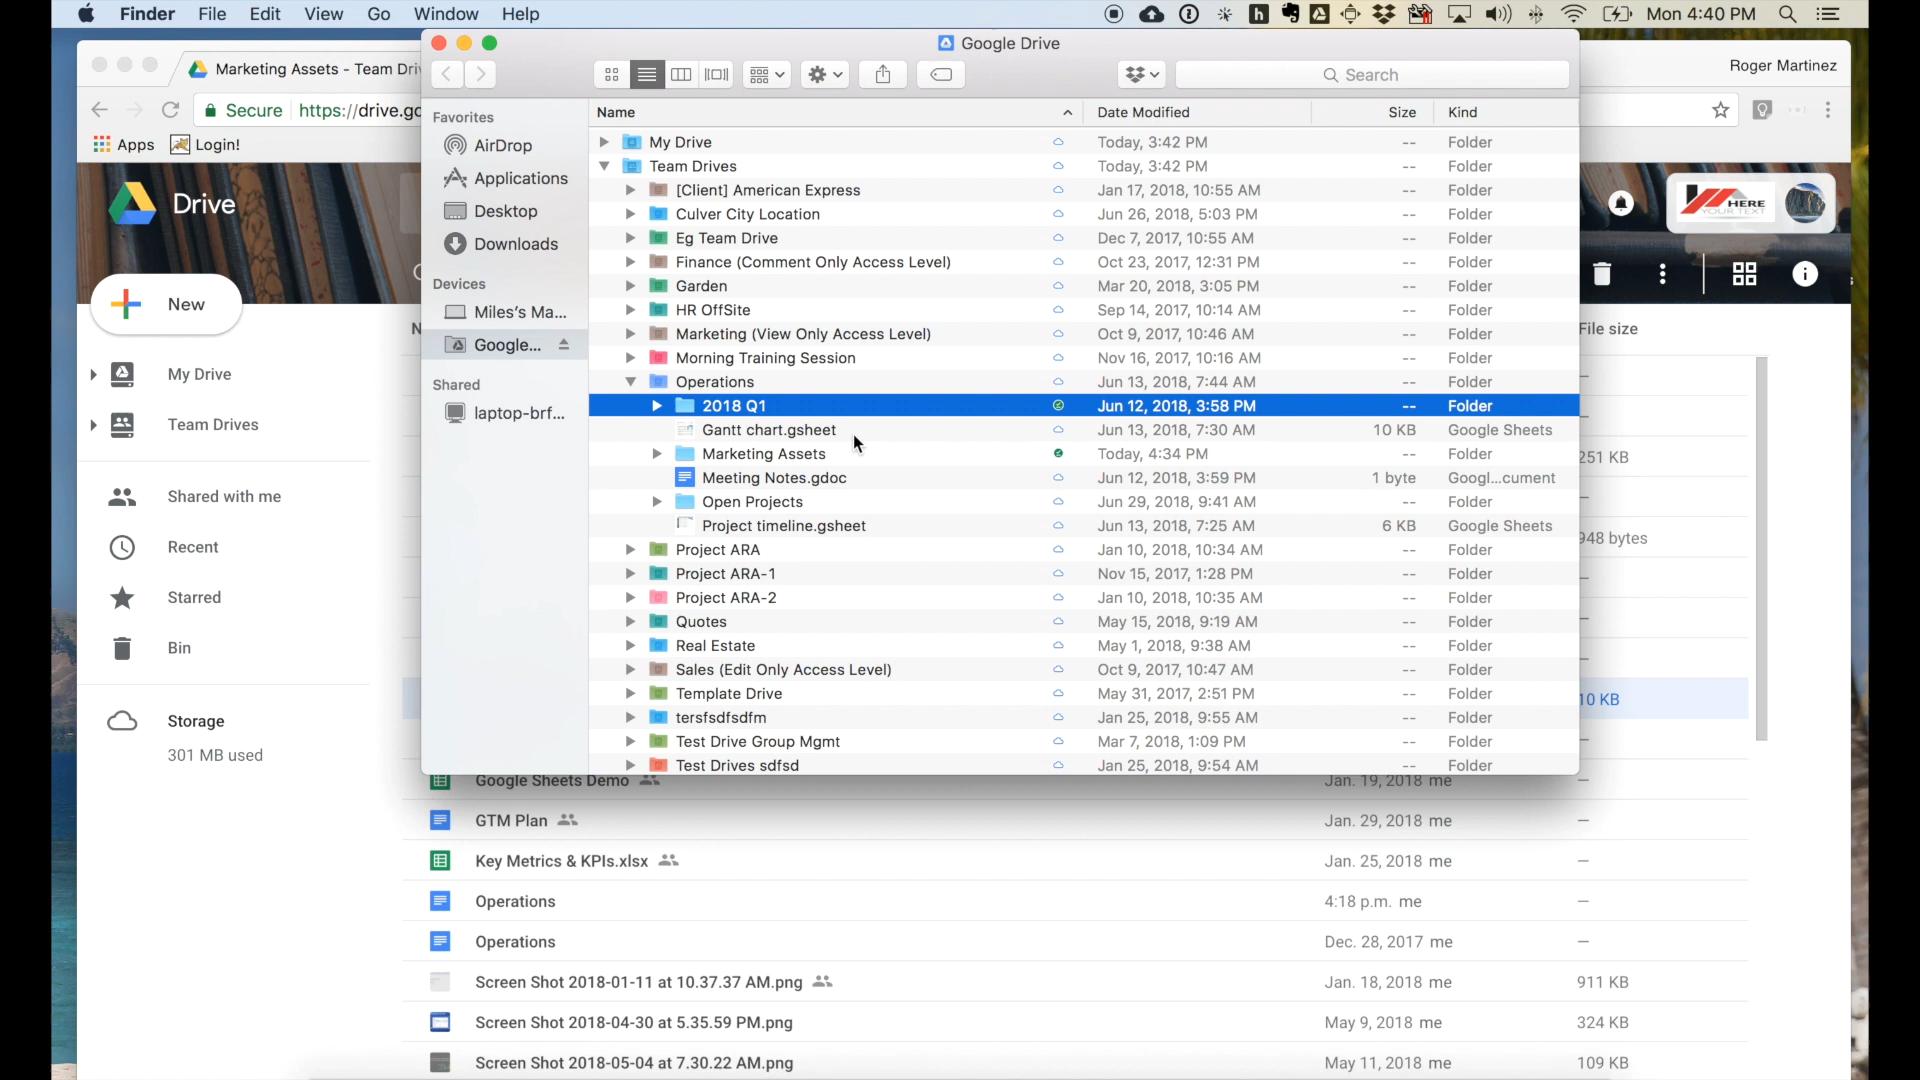 Finder File Edit View Go Window Help Mon 4:40 PM
Google Drive
Marketing Assets - Team Dri
Roger Martinez
Search
Secure https://drive.go
Apps Login!
Drive
HERE
YOUR TEXT
New
My Drive
Team Drives
Shared with me
Recent
Starred
Bin
Storage
301 MB used
Favorites
AirDrop
Applications
Desktop
Downloads
Devices
Miles's Ma...
Google...
Shared
laptop-brf...
Name Date Modified Size Kind
My Drive Today, 3:42 PM -- Folder
Team Drives Today, 3:42 PM -- Folder
[Client] American Express Jan 17, 2018, 10:55 AM -- Folder
Culver City Location Jun 26, 2018, 5:03 PM -- Folder
Eg Team Drive Dec 7, 2017, 10:55 AM -- Folder
Finance (Comment Only Access Level) Oct 23, 2017, 12:31 PM -- Folder
Garden Mar 20, 2018, 3:05 PM -- Folder
HR OffSite Sep 14, 2017, 10:14 AM -- Folder
Marketing (View Only Access Level) Oct 9, 2017, 10:46 AM -- Folder
Morning Training Session Nov 16, 2017, 10:16 AM -- Folder
Operations Jun 13, 2018, 7:44 AM -- Folder
2018 Q1 Jun 12, 2018, 3:58 PM -- Folder
Gantt chart.gsheet Jun 13, 2018, 7:30 AM 10 KB Google Sheets
Marketing Assets Today, 4:34 PM -- Folder
Meeting Notes.gdoc Jun 12, 2018, 3:59 PM 1 byte Googl...cument
Open Projects Jun 29, 2018, 9:41 AM -- Folder
Project timeline.gsheet Jun 13, 2018, 7:25 AM 6 KB Google Sheets
Project ARA Jan 10, 2018, 10:34 AM -- Folder
Project ARA-1 Nov 15, 2017, 1:28 PM -- Folder
Project ARA-2 Jan 10, 2018, 10:35 AM -- Folder
Quotes May 15, 2018, 9:19 AM -- Folder
Real Estate May 1, 2018, 9:38 AM -- Folder
Sales (Edit Only Access Level) Oct 9, 2017, 10:47 AM -- Folder
Template Drive May 31, 2017, 2:51 PM -- Folder
tersfsdfsdfm Jan 25, 2018, 9:55 AM -- Folder
Test Drive Group Mgmt Mar 7, 2018, 1:09 PM -- Folder
Test Drives sdfsd Jan 25, 2018, 9:54 AM -- Folder
File size
—
251 KB
—
948 bytes
—
—
—
10 KB
—
Google Sheets Demo Jan. 19, 2018 me —
GTM Plan Jan. 29, 2018 me —
Key Metrics & KPIs.xlsx Jan. 25, 2018 me —
Operations 4:18 p.m. me —
Operations Dec. 28, 2017 me —
Screen Shot 2018-01-11 at 10.37.37 AM.png Jan. 18, 2018 me 911 KB
Screen Shot 2018-04-30 at 5.35.59 PM.png May 9, 2018 me 324 KB
Screen Shot 2018-05-04 at 7.30.22 AM.png May 11, 2018 me 109 KB